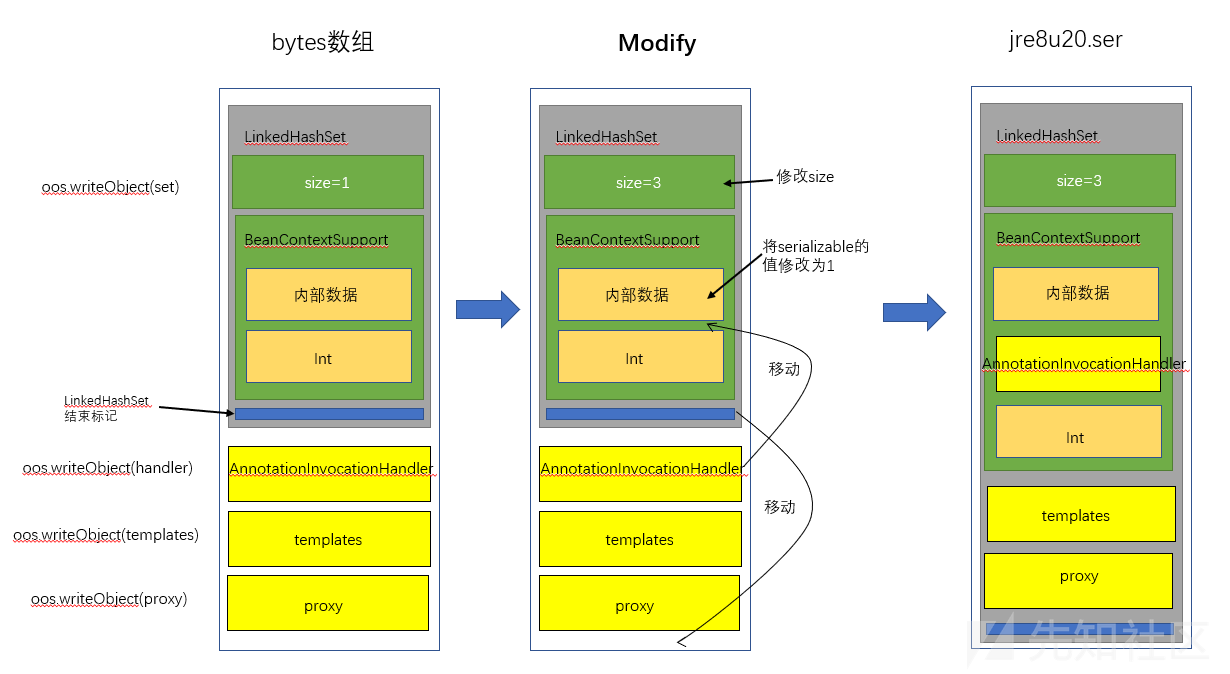 bytes数组
Modify
jre8u20.ser
LinkedHashSet
size=1
BeanContextSupport
内部数据
Int
AnnotationInvocationHandler
templates
proxy
oos.writeObject(set)
LinkedHashSet
结束标记
oos.writeObject(handler)
oos.writeObject(templates)
oos.writeObject(proxy)
LinkedHashSet
size=3
BeanContextSupport
内部数据
Int
AnnotationInvocationHandler
templates
proxy
修改size
将serializable的
值修改为1
移动
移动
LinkedHashSet
size=3
BeanContextSupport
内部数据
AnnotationInvocationHandler
Int
templates
proxy
先知社区